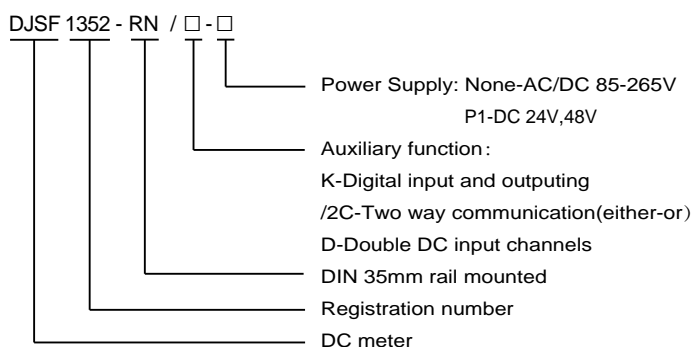 DJSF 1352 - RN / □ - □
Power Supply: None-AC/DC 85-265V
P1-DC 24V,48V
Auxiliary function:
K-Digital input and outputing
/2C-Two way communication(either-or）
D-Double DC input channels
DIN 35mm rail mounted
Registration number
DC meter